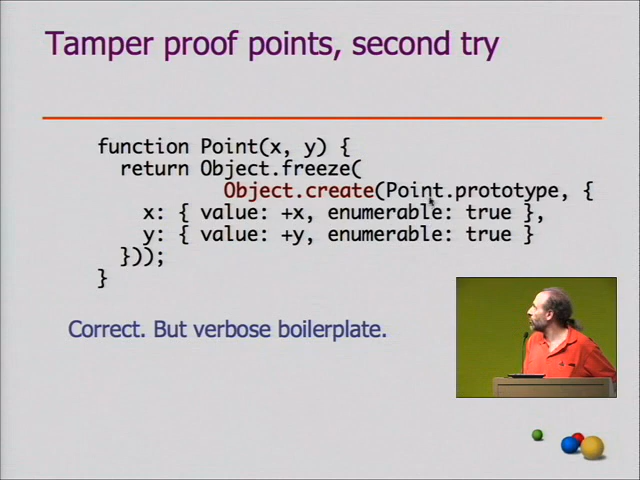 Tamper proof points, second try
function Point(x, y) {
return Object.freeze(
Object.create(Point.prototype, {
x: { value: +x, enumerable: true },
y: { value: +y, enumerable: true }
}));
}
Correct. But verbose boilerplate.